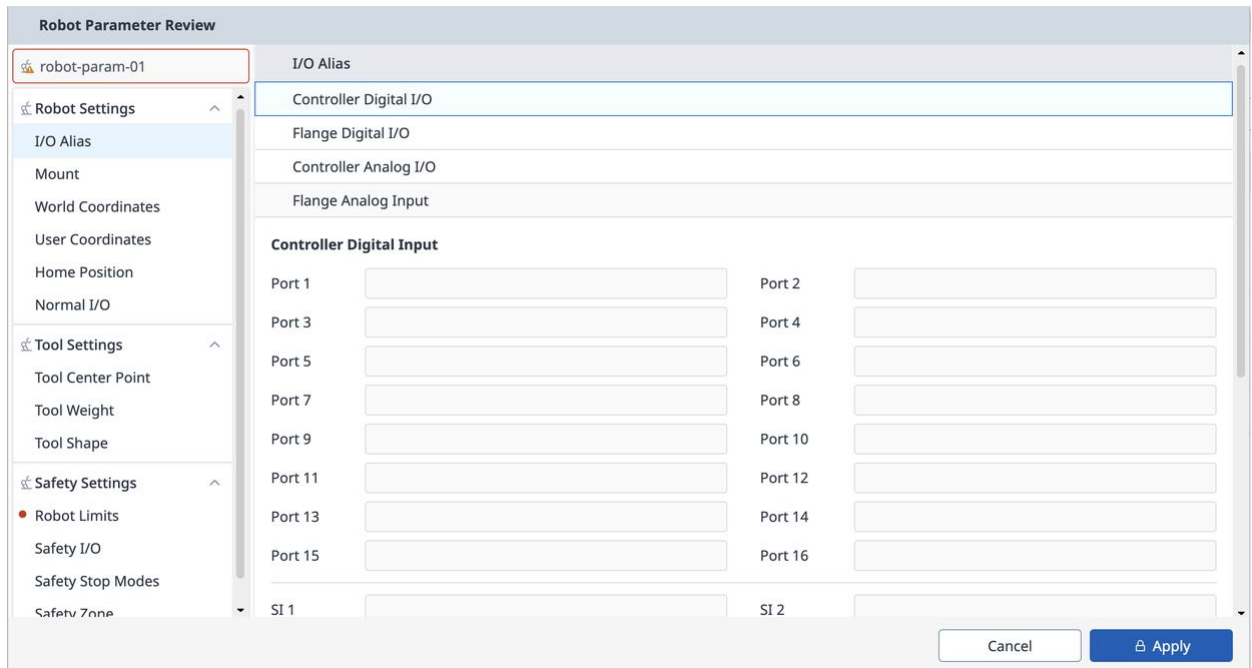 Robot Parameter Review
robot-param-01
Robot Settings
I/O Alias
Mount
World Coordinates
User Coordinates
Home Position
Normal I/O
Tool Settings
Tool Center Point
Tool Weight
Tool Shape
Safety Settings
Robot Limits
Safety I/O
Safety Stop Modes
Safety Zone
I/O Alias
Controller Digital I/O
Flange Digital I/O
Controller Analog I/O
Flange Analog Input
Controller Digital Input
Port 1 Port 2
Port 3 Port 4
Port 5 Port 6
Port 7 Port 8
Port 9 Port 10
Port 11 Port 12
Port 13 Port 14
Port 15 Port 16
SI 1 SI 2
Cancel Apply